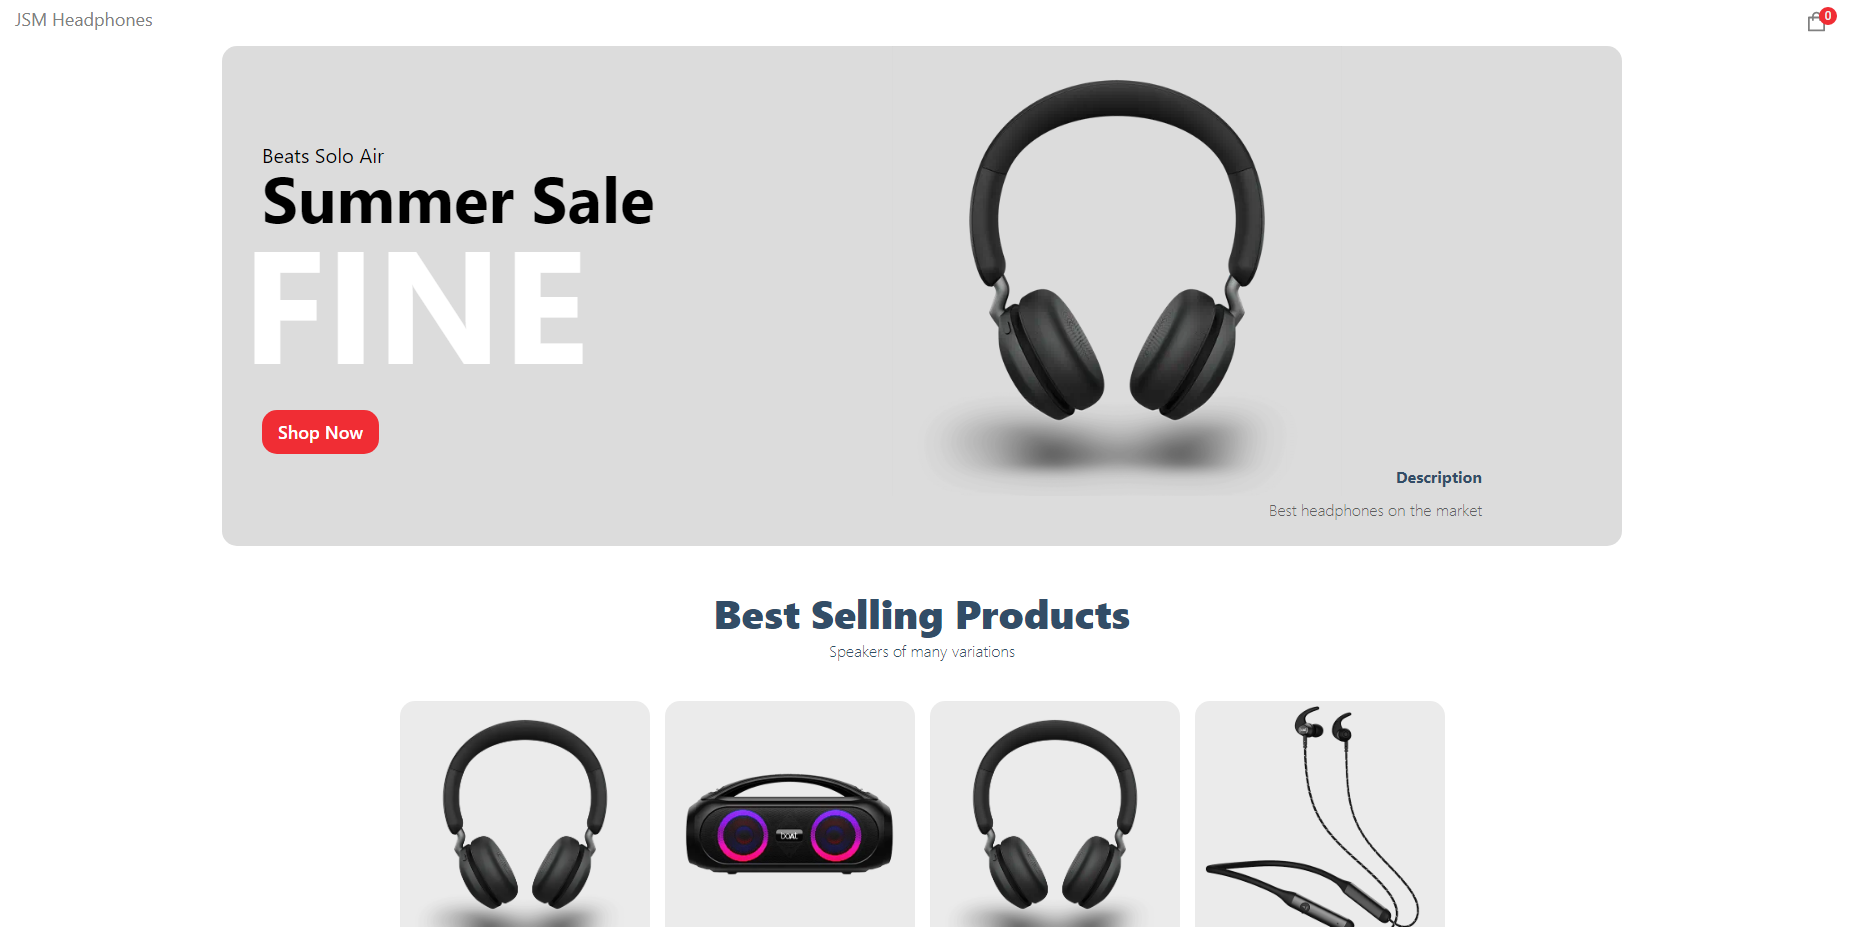 JSM Headphones
0
Beats Solo Air
Summer Sale
FINE
Shop Now
Description
Best headphones on the market
Best Selling Products
Speakers of many variations
boAt